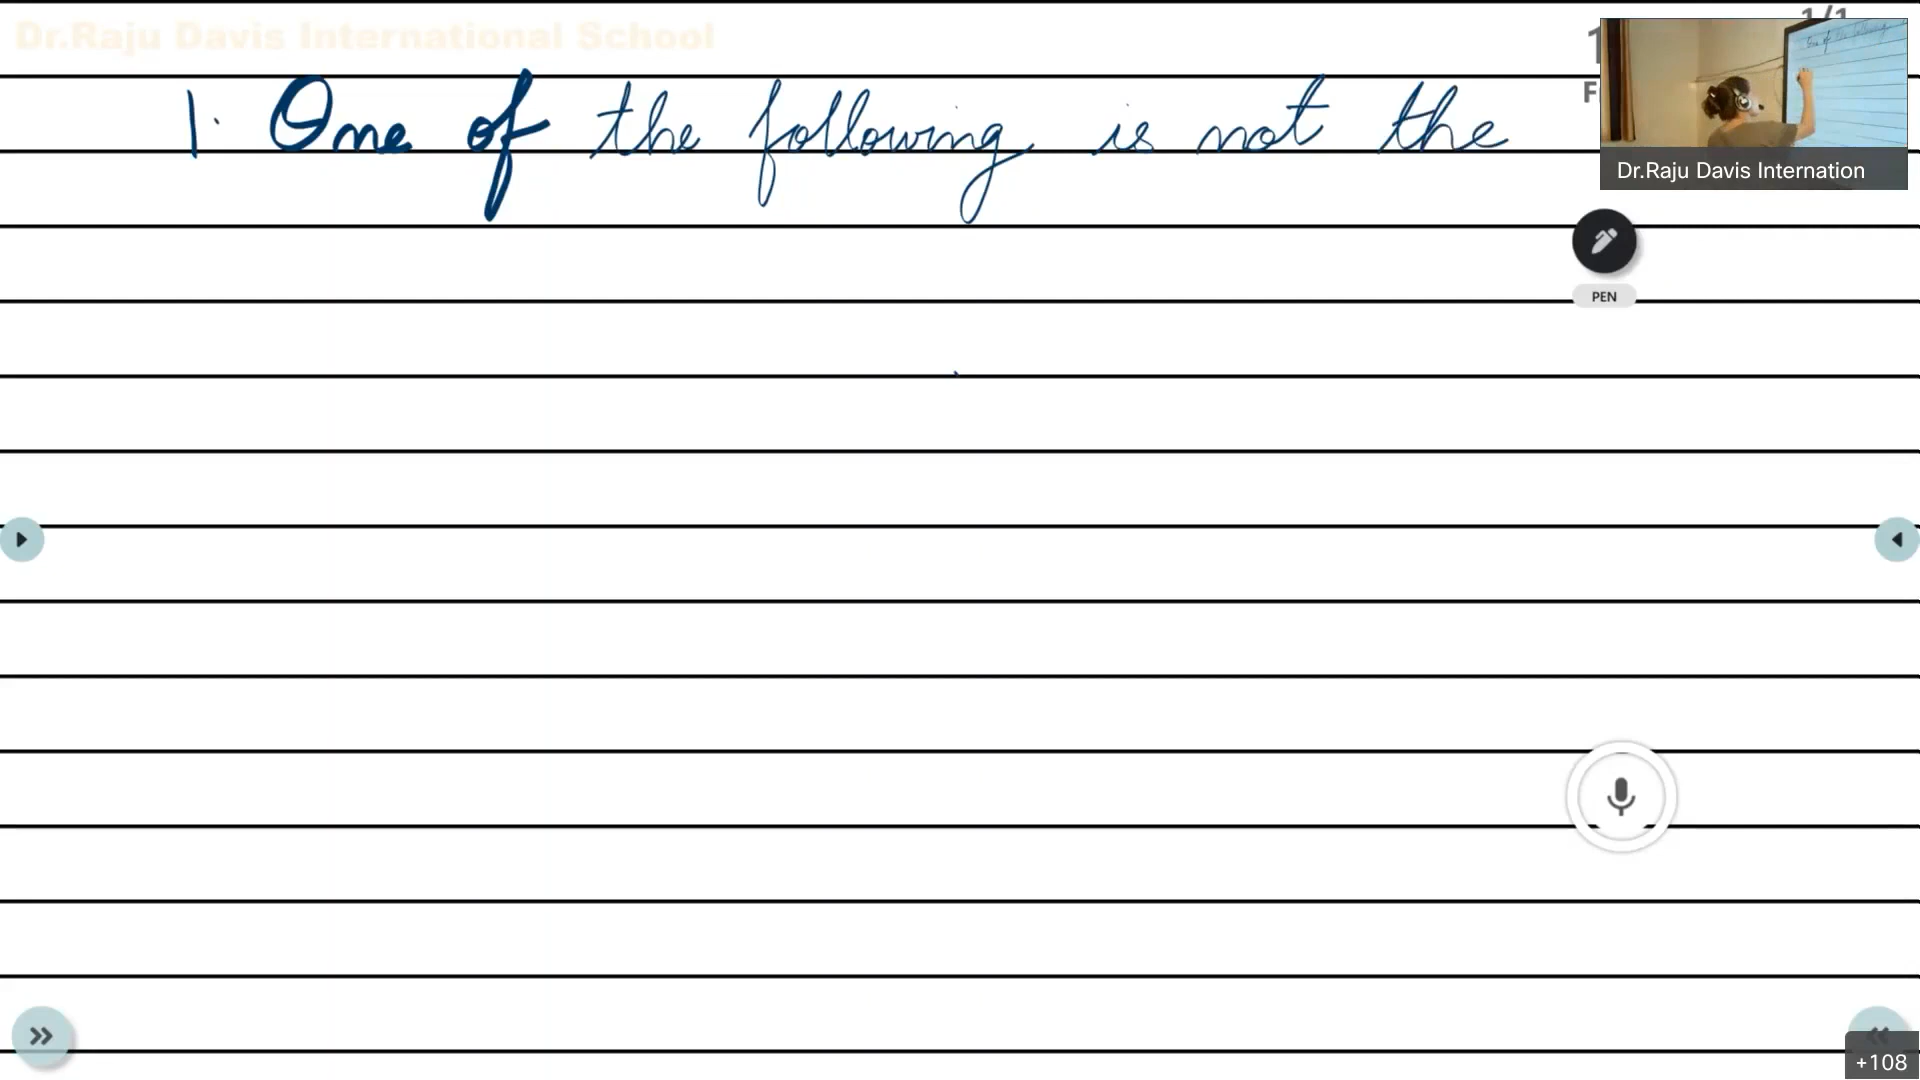 Dr.Raju Davis International School
1. One of the following is not the
Dr.Raju Davis Internation
PEN
+108